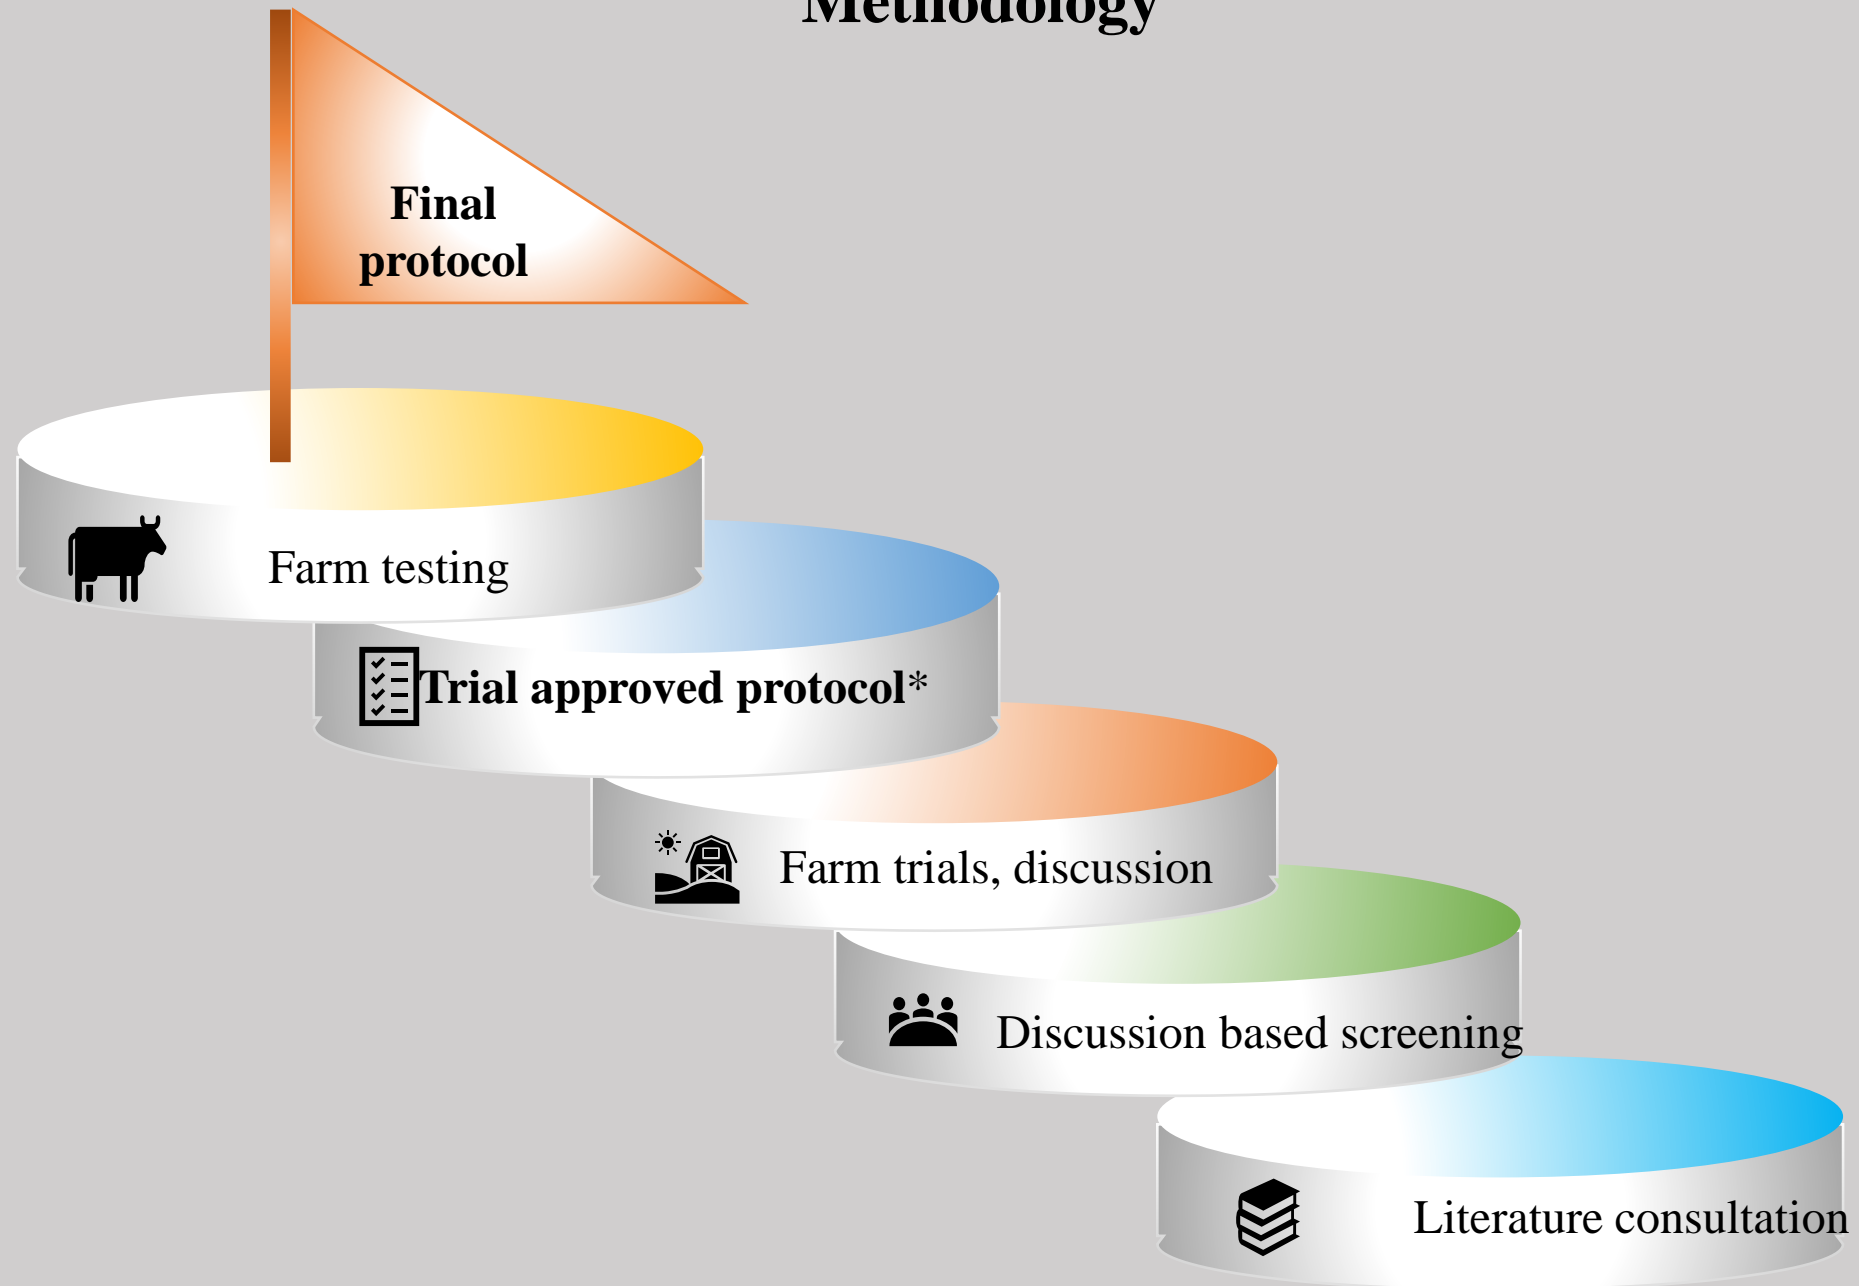 Methodology
Final
protocol
Farm testing
Trial approved protocol*
Farm trials, discussion
Discussion based screening
Literature consultation